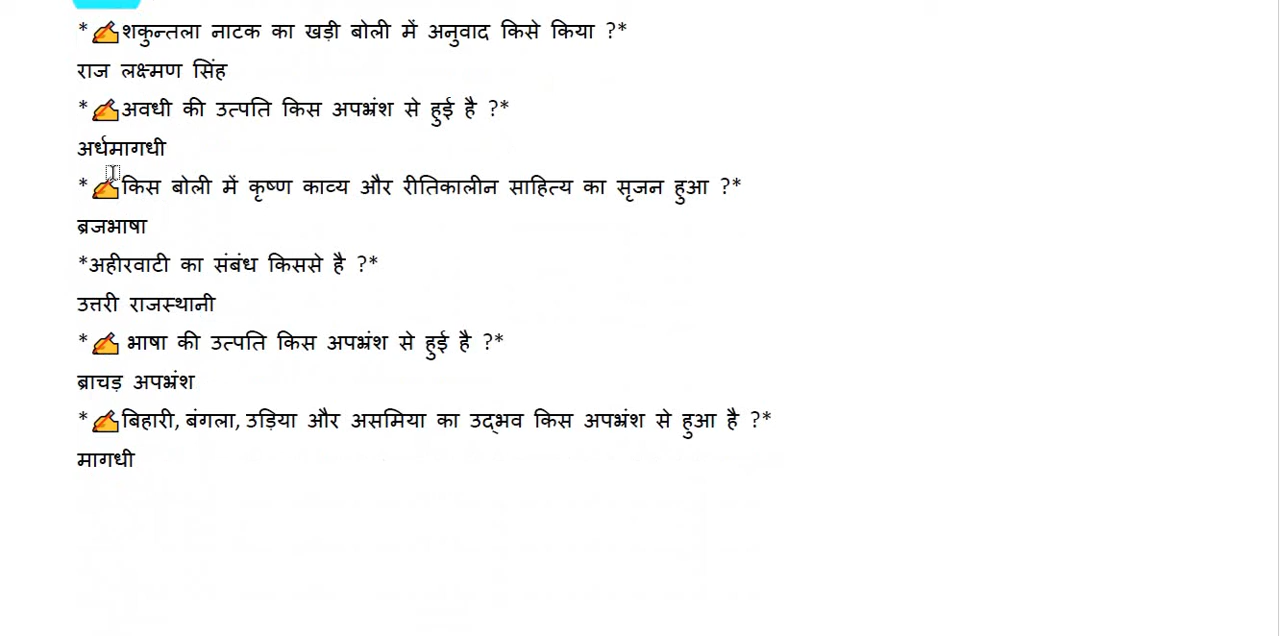 *✍शकुन्तला नाटक का खड़ी बोली में अनुवाद किसे किया ?*
राज लक्ष्मण सिंह
*✍अवधी की उत्पति किस अपभ्रंश से हुई है ?*
अर्धमागधी
*✍किस बोली में कृष्ण काव्य और रीतिकालीन साहित्य का सृजन हुआ ?*
ब्रजभाषा
*अहीरवाटी का संबंध किससे है ?*
उत्तरी राजस्थानी
*✍ भाषा की उत्पति किस अपभ्रंश से हुई है ?*
ब्राचड़ अपभ्रंश
*✍बिहारी, बंगला, उड़िया और असमिया का उद्भव किस अपभ्रंश से हुआ है ?*
मागधी